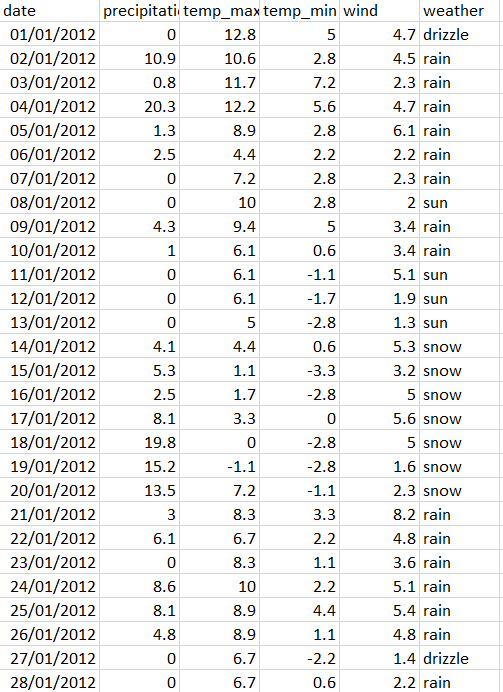 date precipitati temp_max temp_min wind weather
01/01/2012 0 12.8 5 4.7 drizzle
02/01/2012 10.9 10.6 2.8 4.5 rain
03/01/2012 0.8 11.7 7.2 2.3 rain
04/01/2012 20.3 12.2 5.6 4.7 rain
05/01/2012 1.3 8.9 2.8 6.1 rain
06/01/2012 2.5 4.4 2.2 2.2 rain
07/01/2012 0 7.2 2.8 2.3 rain
08/01/2012 0 10 2.8 2 sun
09/01/2012 4.3 9.4 5 3.4 rain
10/01/2012 1 6.1 0.6 3.4 rain
11/01/2012 0 6.1 -1.1 5.1 sun
12/01/2012 0 6.1 -1.7 1.9 sun
13/01/2012 0 5 -2.8 1.3 sun
14/01/2012 4.1 4.4 0.6 5.3 snow
15/01/2012 5.3 1.1 -3.3 3.2 snow
16/01/2012 2.5 1.7 -2.8 5 snow
17/01/2012 8.1 3.3 0 5.6 snow
18/01/2012 19.8 0 -2.8 5 snow
19/01/2012 15.2 -1.1 -2.8 1.6 snow
20/01/2012 13.5 7.2 -1.1 2.3 snow
21/01/2012 3 8.3 3.3 8.2 rain
22/01/2012 6.1 6.7 2.2 4.8 rain
23/01/2012 0 8.3 1.1 3.6 rain
24/01/2012 8.6 10 2.2 5.1 rain
25/01/2012 8.1 8.9 4.4 5.4 rain
26/01/2012 4.8 8.9 1.1 4.8 rain
27/01/2012 0 6.7 -2.2 1.4 drizzle
28/01/2012 0 6.7 0.6 2.2 rain